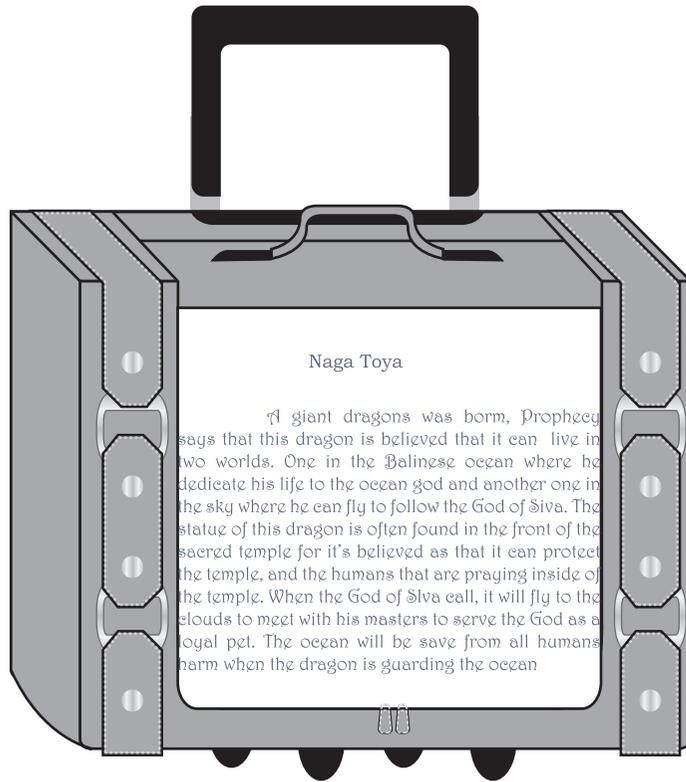 Naga Toya
A giant dragons was borm, Prophecy
says that this dragon is believed that it can live in
two worlds. One in the Balinese ocean where he
dedicate his life to the ocean god and another one in
the sky where he can fly to follow the God of Siva. The
statue of this dragon is often found in the front of the
sacred temple for it's believed as that it can protect
the temple, and the humans that are praying inside of
the temple. When the God of SIva call, it will fly to the
clouds to meet with his masters to serve the God as a
loyal pet. The ocean will be save from all humans
harm when the dragon is guarding the ocean